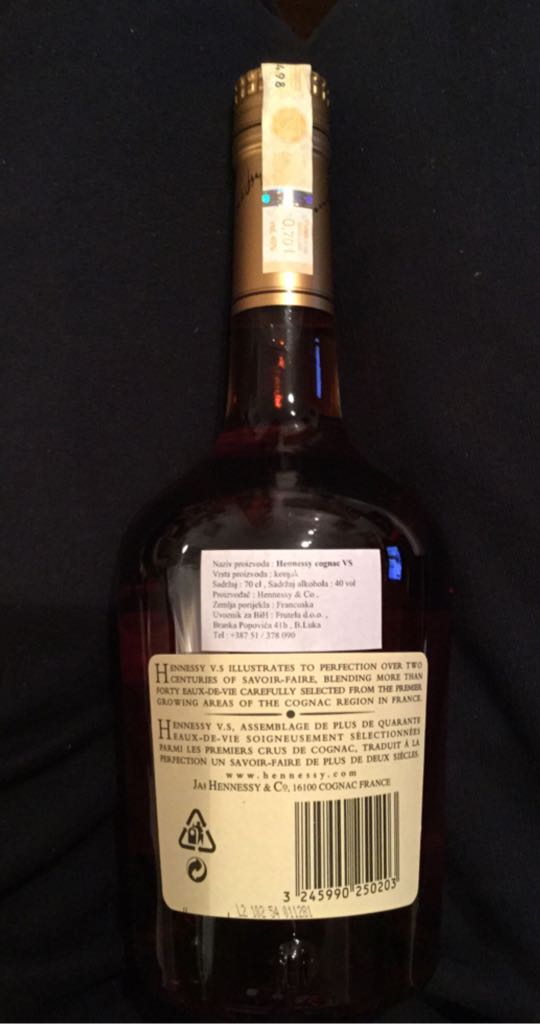 498
0,70 l
Naziv proizvoda : Hennessy cognac VS
Vrsta proizvoda : konjak
Sadržaj : 70 cl , Sadržaj alkohola : 40 vol
Proizvođač : Hennessy & Co ,
Zemlja porijekla : Francuska
Uvoznik za BiH : Frutela d.o.o. ,
Branka Popovića 41b , B.Luka
Tel : +387 51 / 378 090
HENNESSY V.S ILLUSTRATES TO PERFECTION OVER TWO
CENTURIES OF SAVOIR-FAIRE, BLENDING MORE THAN
FORTY EAUX-DE-VIE CAREFULLY SELECTED FROM THE PREMIER
GROWING AREAS OF THE COGNAC REGION IN FRANCE.
HENNESSY V.S, ASSEMBLAGE DE PLUS DE QUARANTE
EAUX-DE-VIE SOIGNEUSEMENT SÉLECTIONNÉES
PARMI LES PREMIERS CRUS DE COGNAC, TRADUIT À LA
PERFECTION UN SAVOIR-FAIRE DE PLUS DE DEUX SIÈCLES.
www.hennessy.com
JAS HENNESSY & CO, 16100 COGNAC FRANCE
3 245990 250203